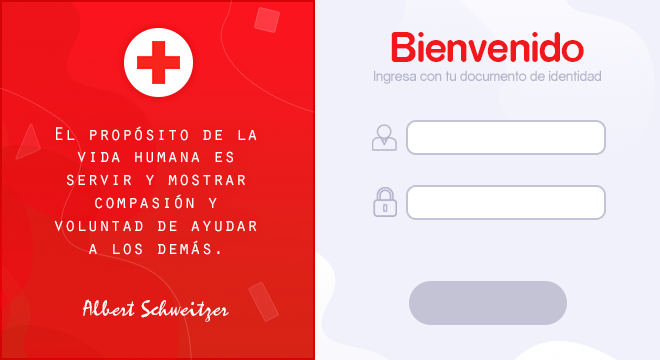 El propósito de la
vida humana es
servir y mostrar
compasión y
voluntad de ayudar
a los demás.
Albert Schweitzer
Bienvenido
Ingresa con tu documento de identidad